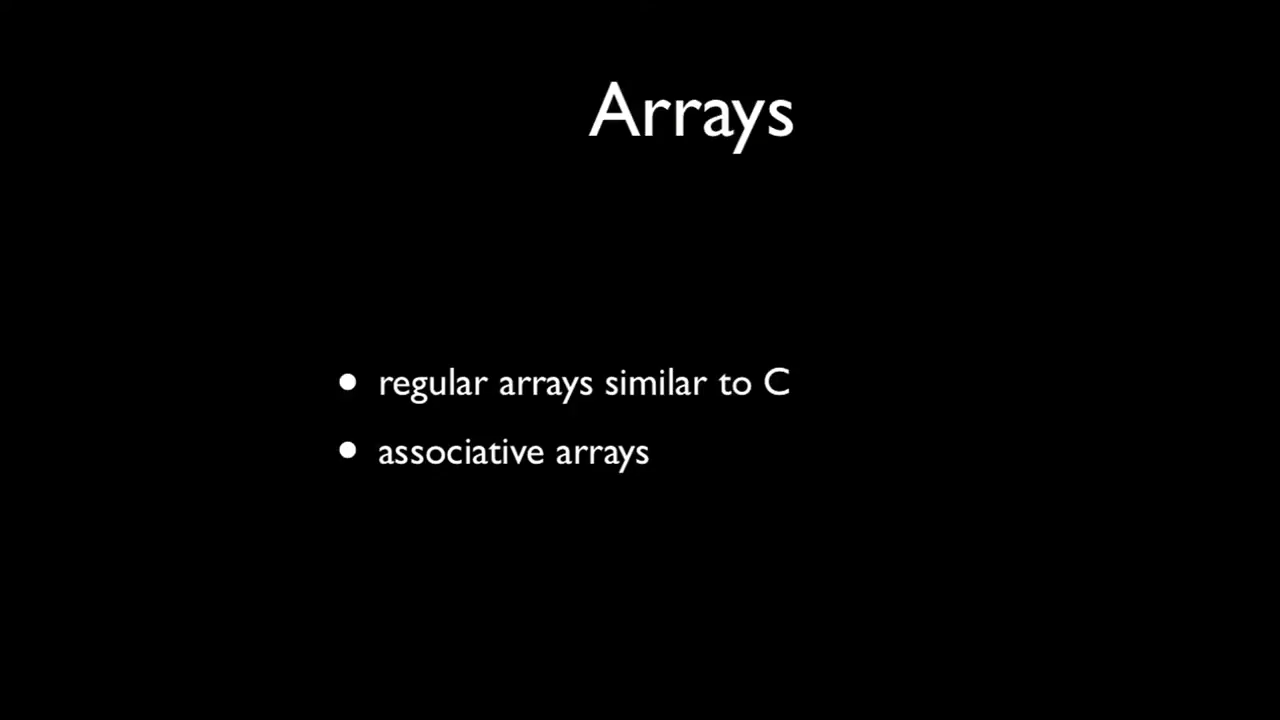 Arrays
• regular arrays similar to C
• associative arrays